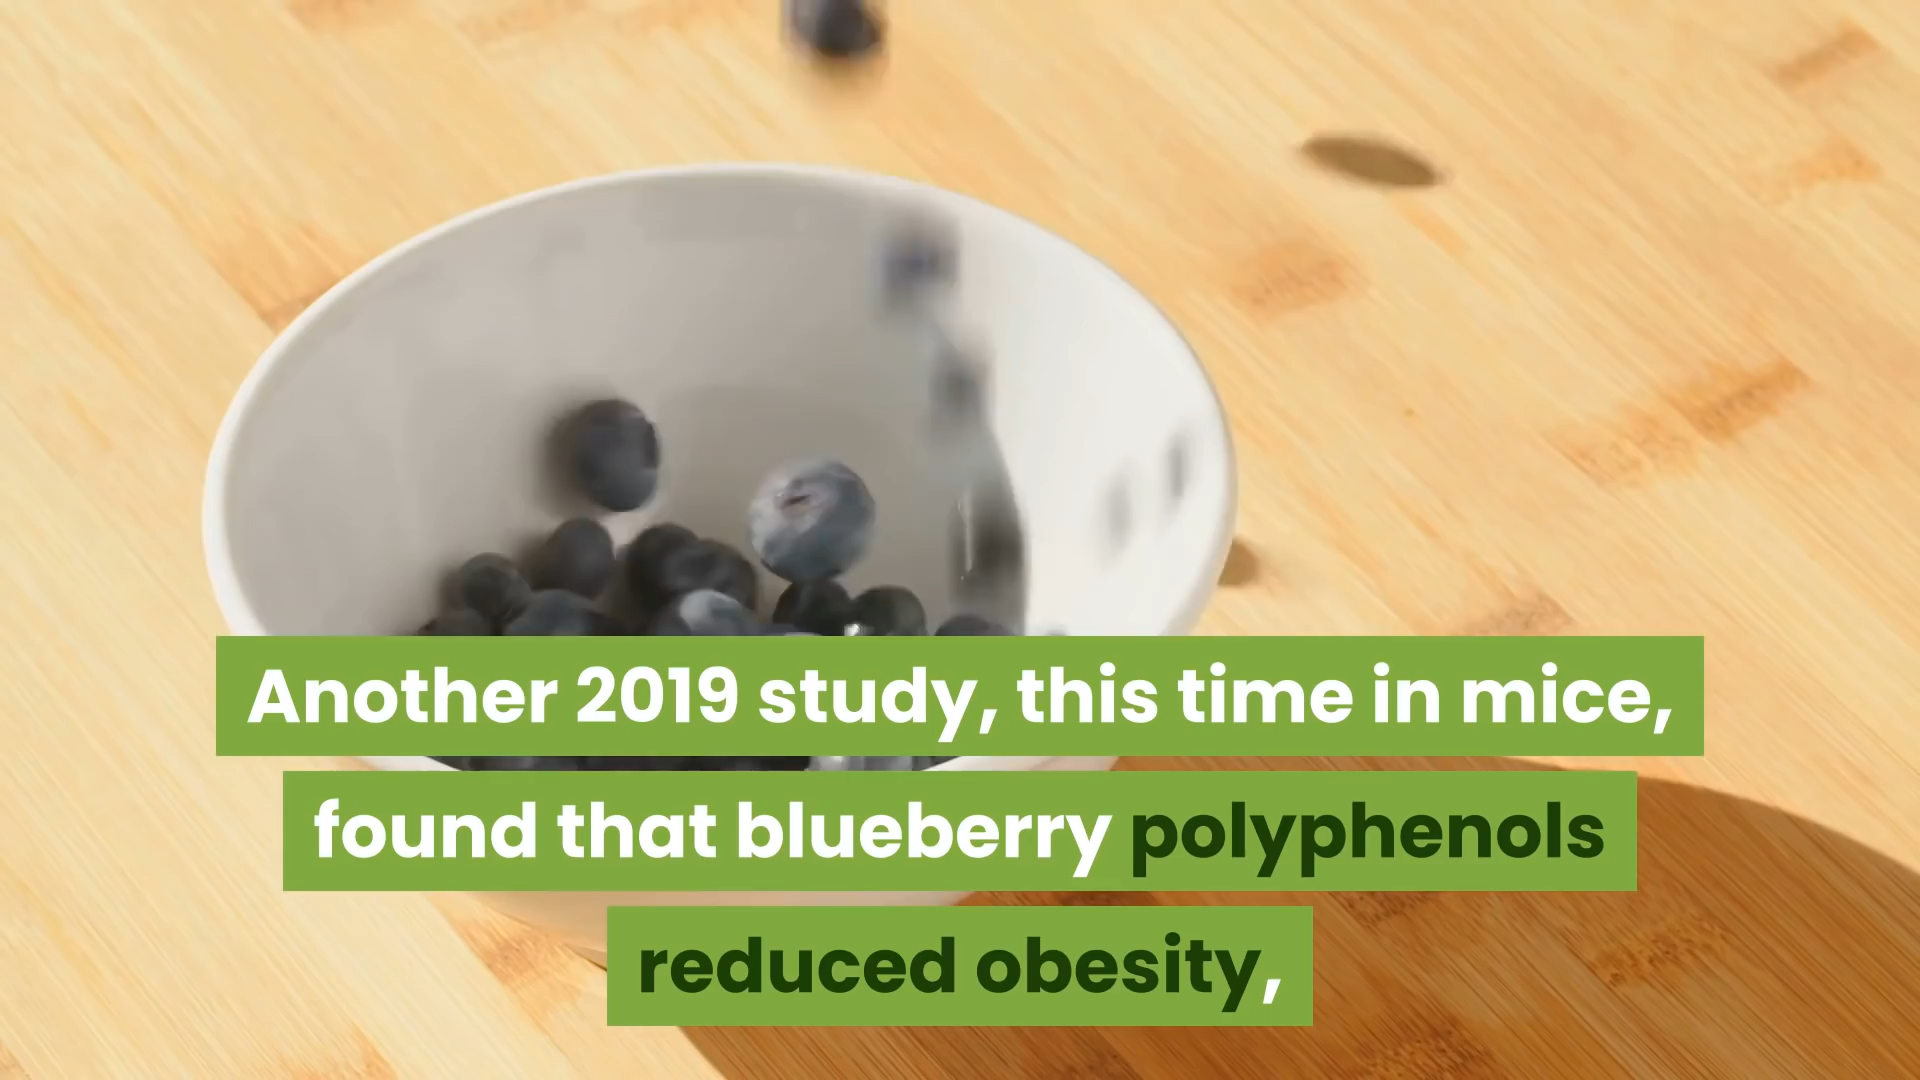 Another 2019 study, this time in mice,
found that blueberry polyphenols
reduced obesity,